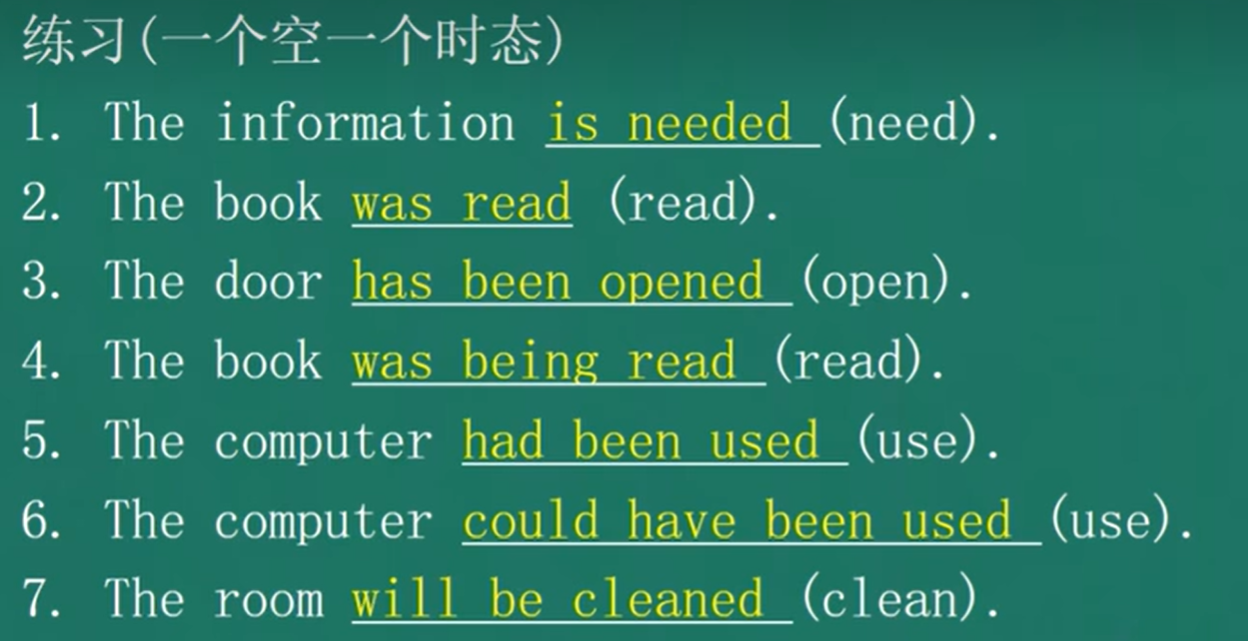 练习(一个空一个时态)
1. The information is needed (need).
2. The book was read (read).
3. The door has been opened (open).
4. The book was being read (read).
5. The computer had been used (use).
6. The computer could have been used (use).
7. The room will be cleaned (clean).